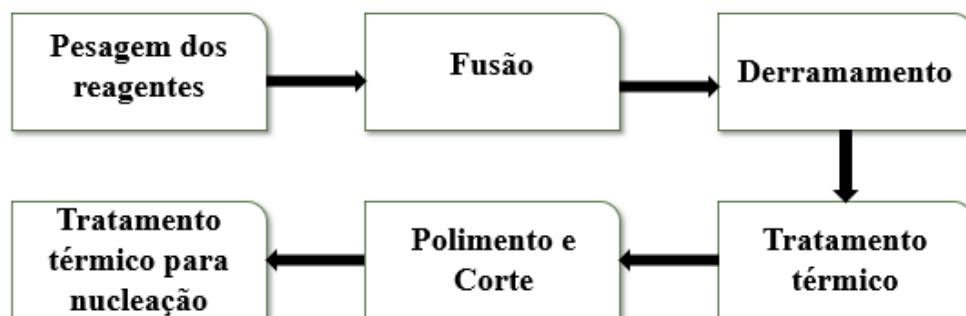 Pesagem dos
reagentes
Fusão
Derramamento
Tratamento
térmico
Polimento e
Corte
Tratamento
térmico para
nucleação